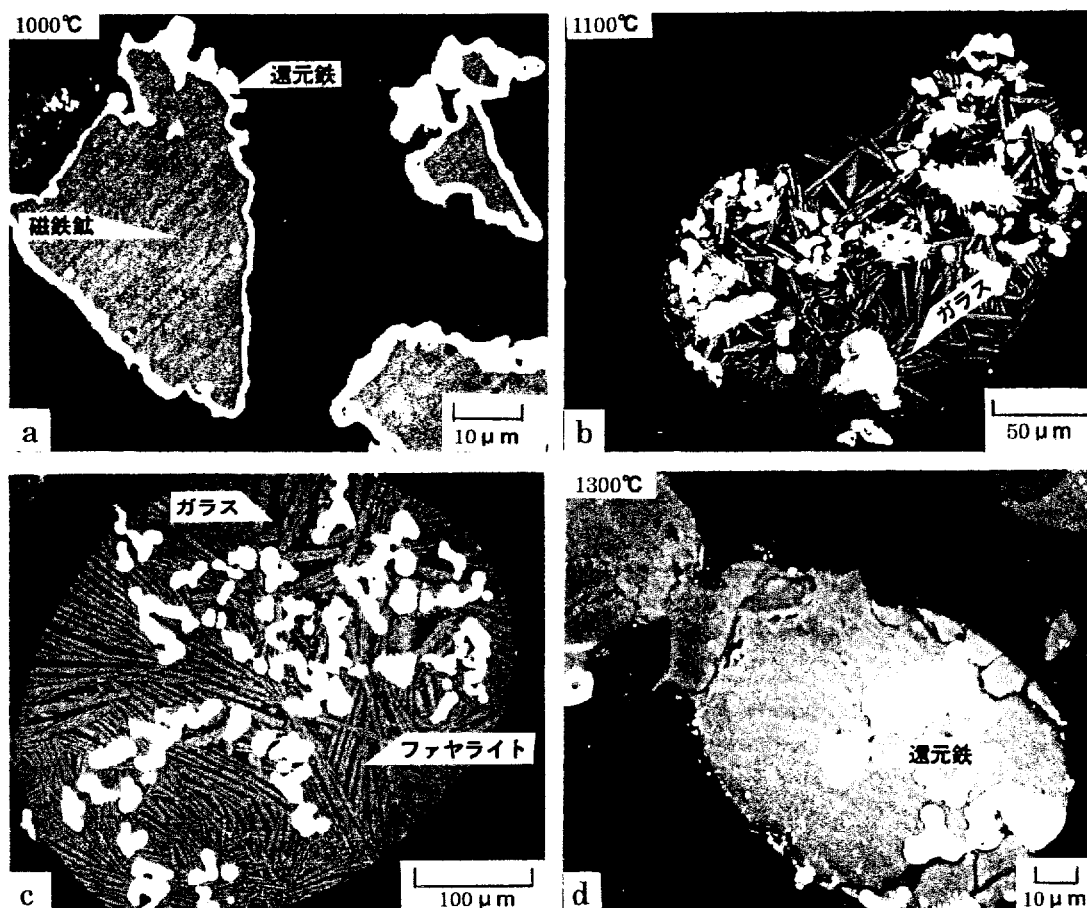 1000℃
還元鉄
磁鉄鉱
a
10μm
1100℃
ガラス
b
50μm
ガラス
ファヤライト
c
100μm
1300℃
還元鉄
d
10μm